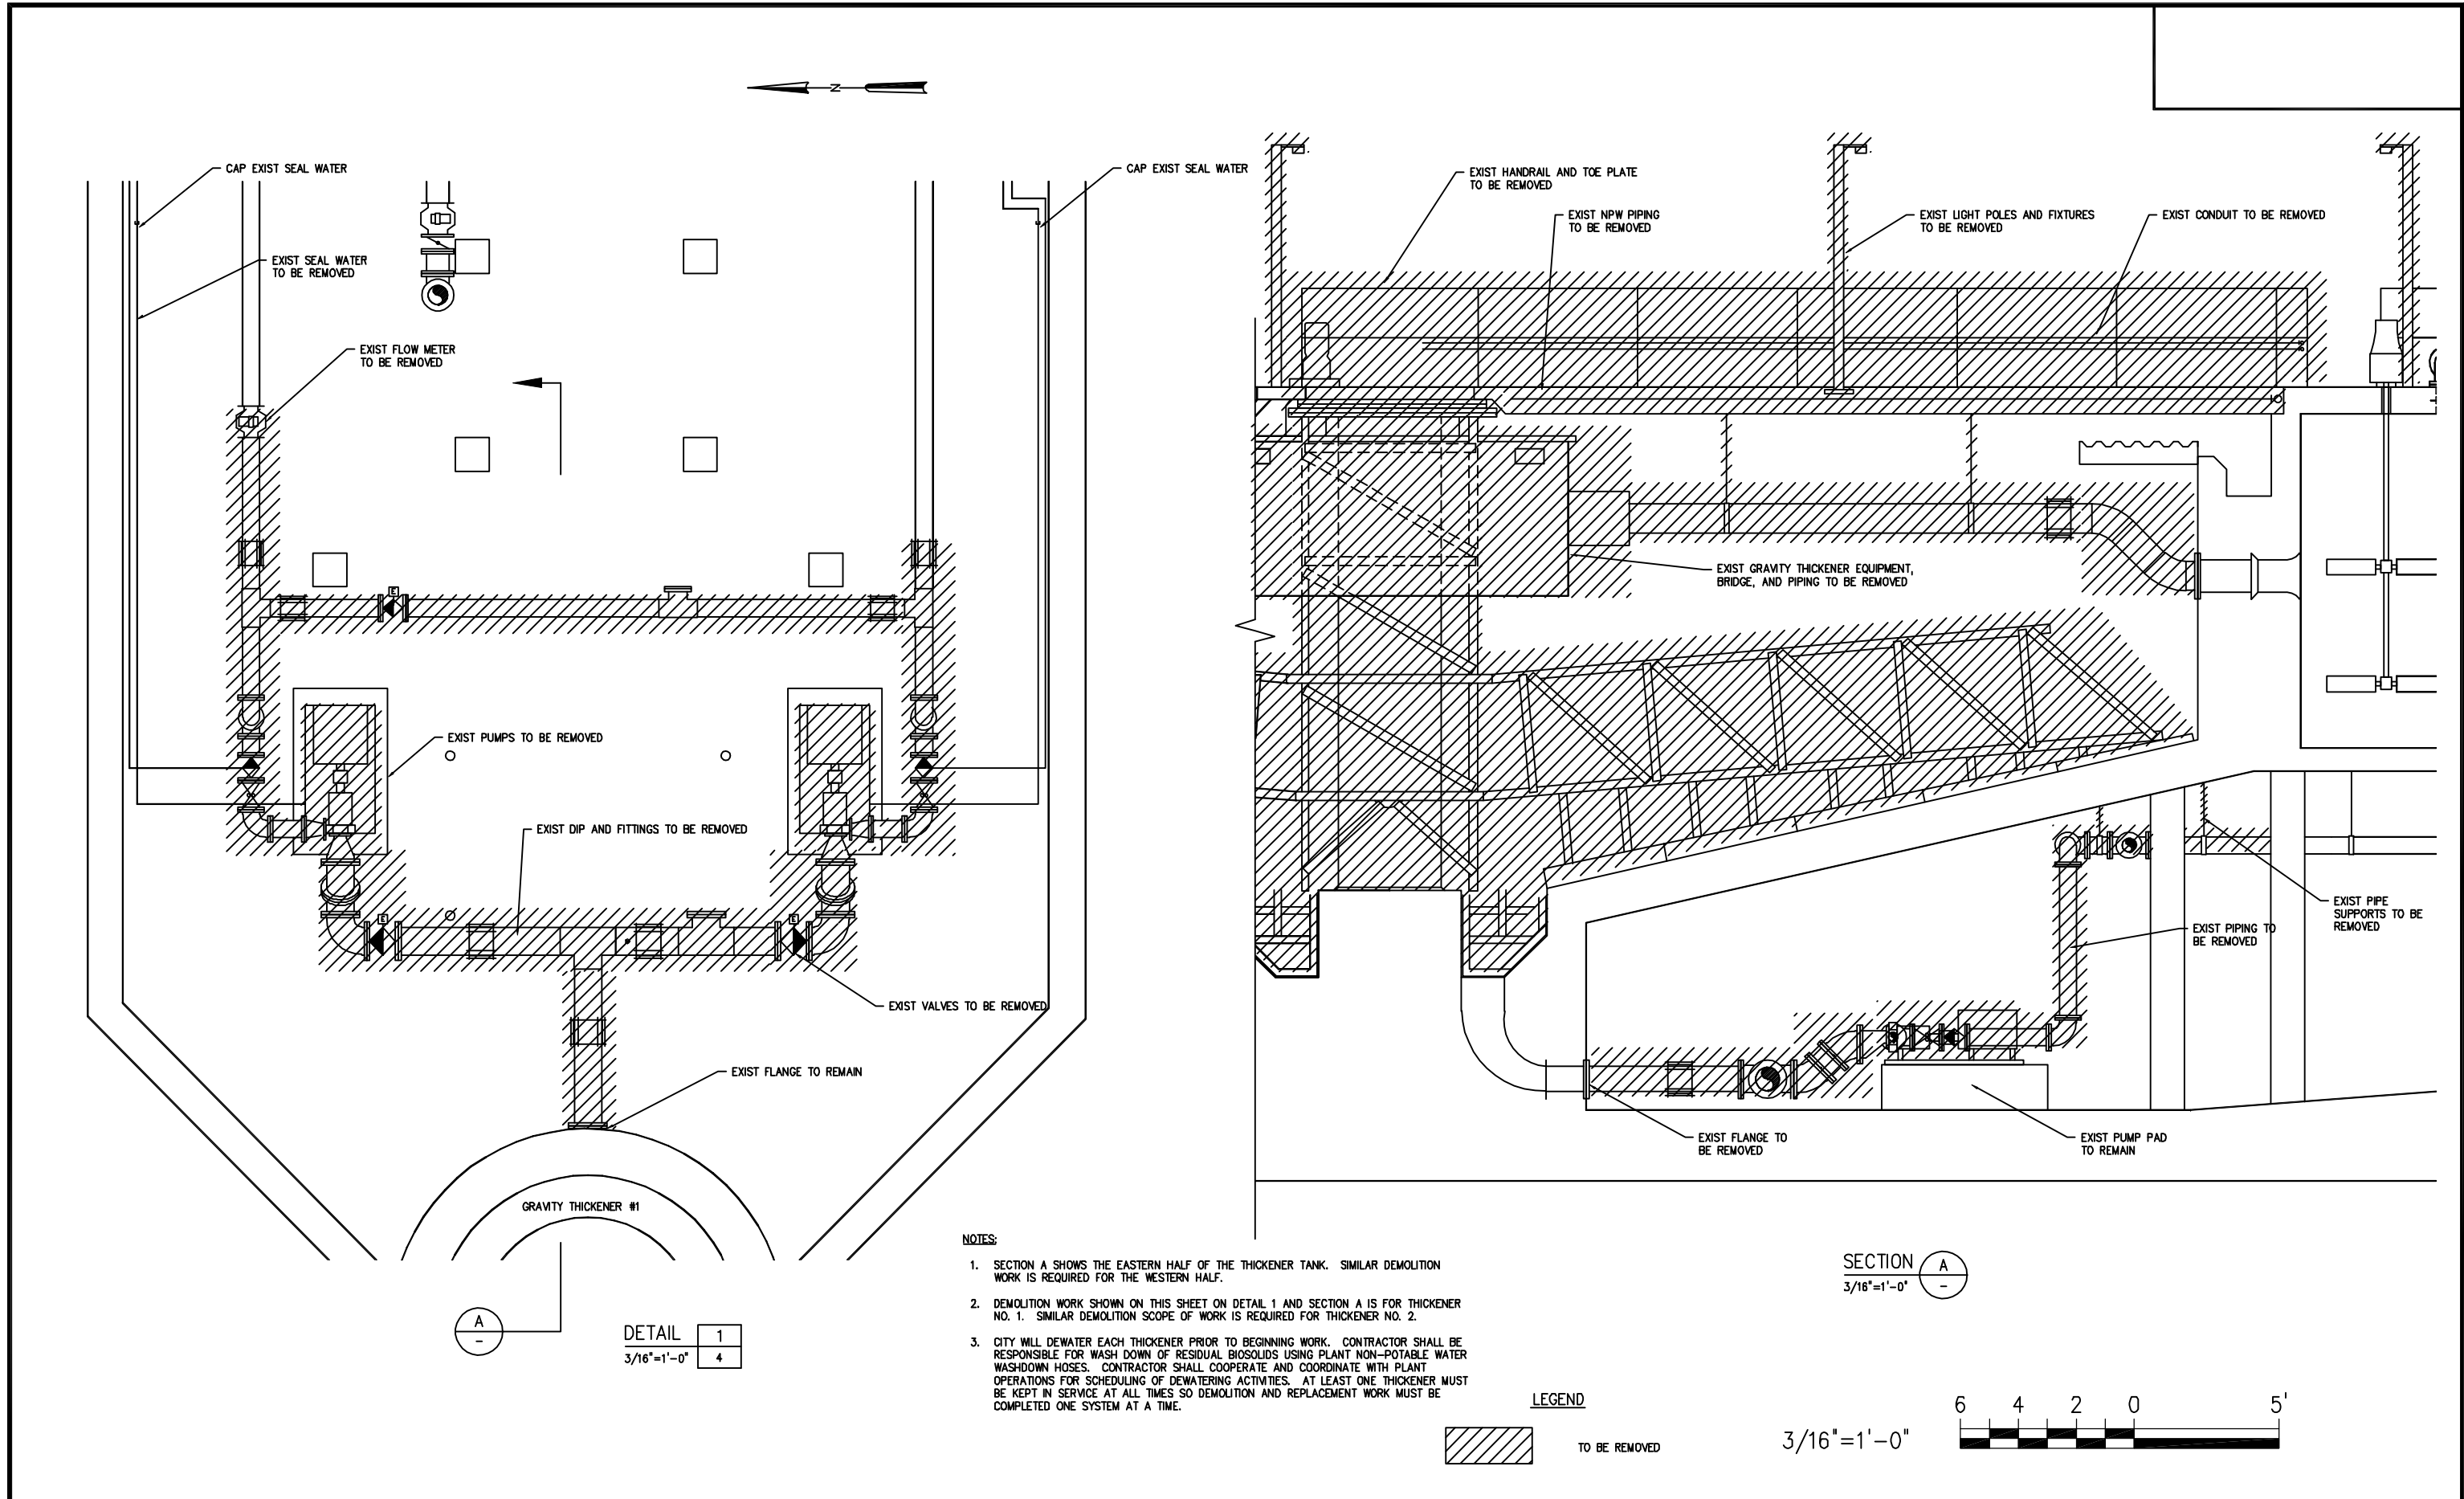 N
CAP EXIST SEAL WATER
EXIST SEAL WATER
TO BE REMOVED
EXIST FLOW METER
TO BE REMOVED
CAP EXIST SEAL WATER
E
EXIST PUMPS TO BE REMOVED
EXIST DIP AND FITTINGS TO BE REMOVED
E
E
EXIST VALVES TO BE REMOVED
EXIST FLANGE TO REMAIN
GRAVITY THICKENER #1
A
-
DETAIL
1
3/16"=1'-0"
4
EXIST HANDRAIL AND TOE PLATE
TO BE REMOVED
EXIST NPW PIPING
TO BE REMOVED
EXIST LIGHT POLES AND FIXTURES
TO BE REMOVED
EXIST CONDUIT TO BE REMOVED
EXIST GRAVITY THICKENER EQUIPMENT,
BRIDGE, AND PIPING TO BE REMOVED
EXIST PIPE
SUPPORTS TO BE
REMOVED
EXIST PIPING TO
BE REMOVED
EXIST FLANGE TO
BE REMOVED
EXIST PUMP PAD
TO REMAIN
SECTION
A
3/16"=1'-0"
-
NOTES:
1. SECTION A SHOWS THE EASTERN HALF OF THE THICKENER TANK. SIMILAR DEMOLITION
WORK IS REQUIRED FOR THE WESTERN HALF.
2. DEMOLITION WORK SHOWN ON THIS SHEET ON DETAIL 1 AND SECTION A IS FOR THICKENER
NO. 1. SIMILAR DEMOLITION SCOPE OF WORK IS REQUIRED FOR THICKENER NO. 2.
3. CITY WILL DEWATER EACH THICKENER PRIOR TO BEGINNING WORK. CONTRACTOR SHALL BE
RESPONSIBLE FOR WASH DOWN OF RESIDUAL BIOSOLIDS USING PLANT NON-POTABLE WATER
WASHDOWN HOSES. CONTRACTOR SHALL COOPERATE AND COORDINATE WITH PLANT
OPERATIONS FOR SCHEDULING OF DEWATERING ACTIVITIES. AT LEAST ONE THICKENER MUST
BE KEPT IN SERVICE AT ALL TIMES SO DEMOLITION AND REPLACEMENT WORK MUST BE
COMPLETED ONE SYSTEM AT A TIME.
LEGEND
TO BE REMOVED
3/16"=1'-0"
6 4 2 0 5'